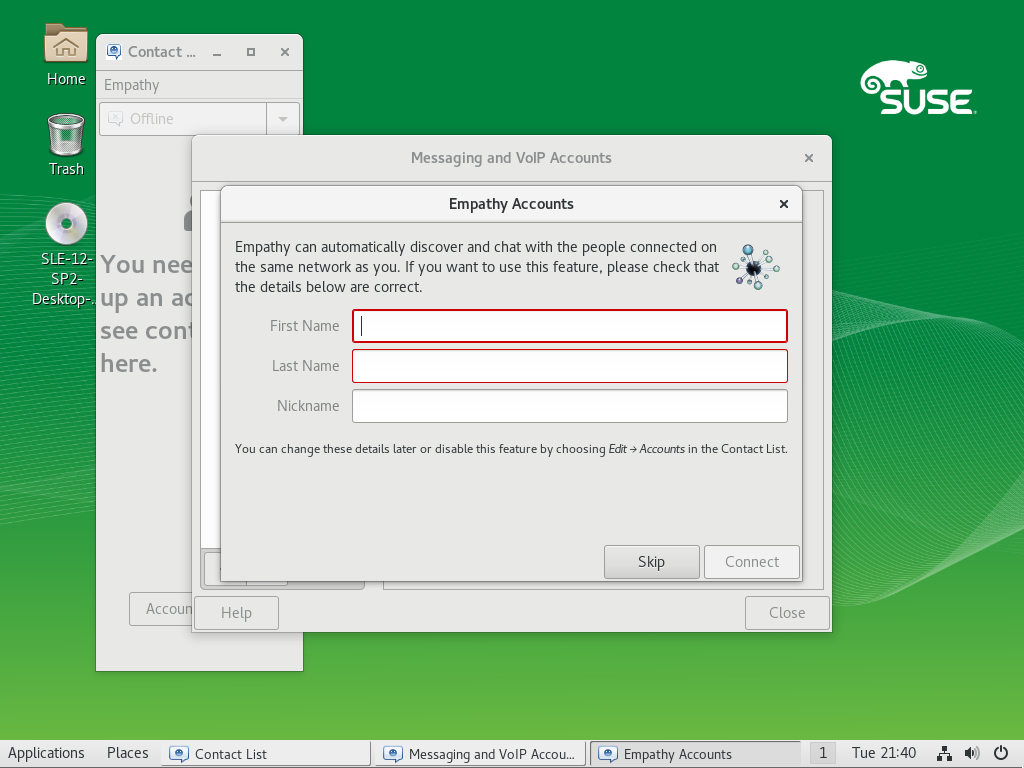 Home
Trash
SLE-12-
SP2-
Desktop-...
Contact ...
Empathy
Offline
You nee
up an ac
see cont
here.
Accoun
SUSE
Messaging and VoIP Accounts
Empathy Accounts
Empathy can automatically discover and chat with the people connected on
the same network as you. If you want to use this feature, please check that
the details below are correct.
First Name
Last Name
Nickname
You can change these details later or disable this feature by choosing Edit → Accounts in the Contact List.
Skip
Connect
Help
Close
Applications
Places
Contact List
Messaging and VoIP Accou...
Empathy Accounts
1
Tue 21:40